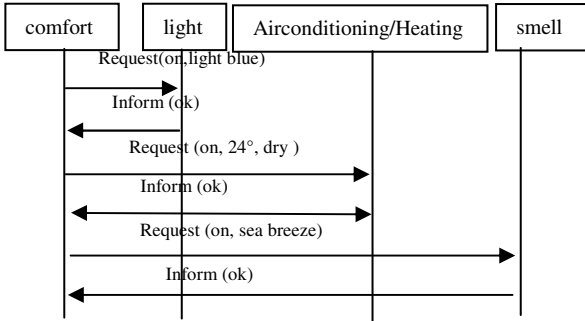 comfort light Airconditioning/Heating smell
Request(on,light blue)
Inform (ok)
Request (on, 24°, dry )
Inform (ok)
Request (on, sea breeze)
Inform (ok)